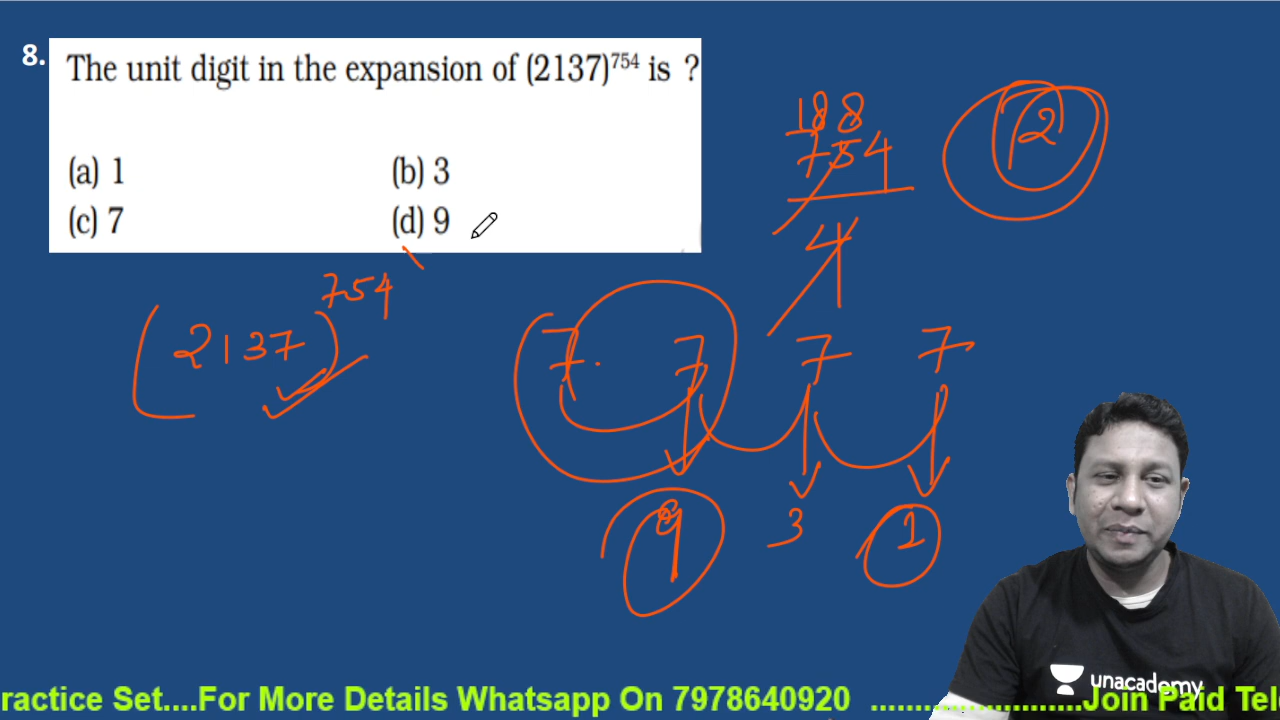 8.
The unit digit in the expansion of (2137)⁷⁵⁴ is ?
(a) 1 (b) 3
(c) 7 (d) 9
188
754
4
2
(2137)⁷⁵⁴
7. 7 7 7
9 3 1
unacademy
ractice Set....For More Details Whatsapp On 7978640920 ........................Join Paid Tel